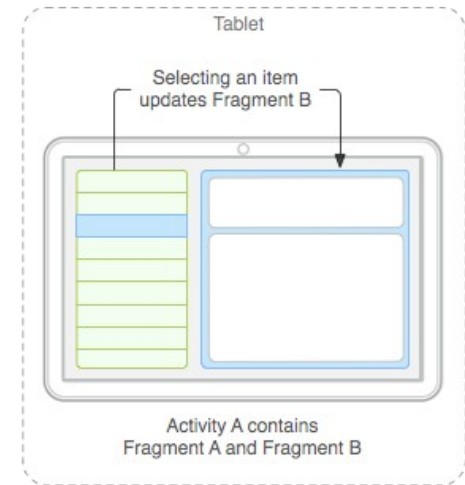 Tablet
Selecting an item
updates Fragment B
Activity A contains
Fragment A and Fragment B